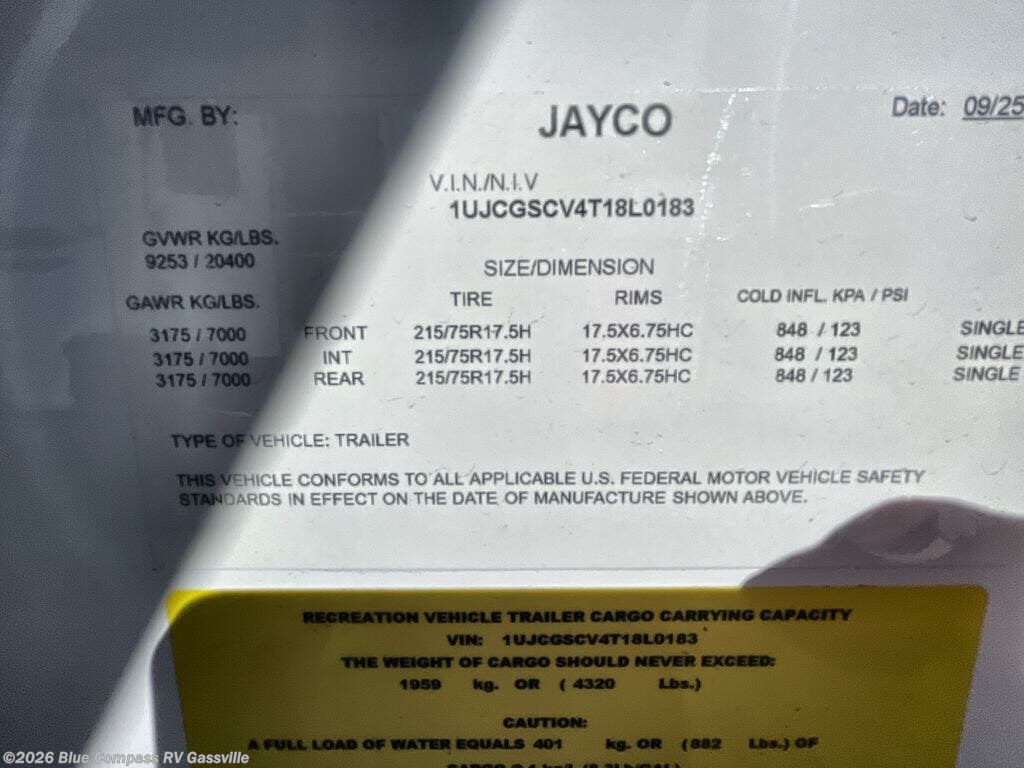 MFG. BY:
JAYCO
Date: 09/25
V.I.N./N.I.V
1UJCGSCV4T18L0183
GVWR KG/LBS.
9253 / 20400
SIZE/DIMENSION
GAWR KG/LBS. TIRE RIMS COLD INFL. KPA / PSI
3175 / 7000 FRONT 215/75R17.5H 17.5X6.75HC 848 / 123 SINGLE
3175 / 7000 INT 215/75R17.5H 17.5X6.75HC 848 / 123 SINGLE
3175 / 7000 REAR 215/75R17.5H 17.5X6.75HC 848 / 123 SINGLE
TYPE OF VEHICLE: TRAILER
THIS VEHICLE CONFORMS TO ALL APPLICABLE U.S. FEDERAL MOTOR VEHICLE SAFETY
STANDARDS IN EFFECT ON THE DATE OF MANUFACTURE SHOWN ABOVE.
RECREATION VEHICLE TRAILER CARGO CARRYING CAPACITY
VIN: 1UJCGSCV4T18L0183
THE WEIGHT OF CARGO SHOULD NEVER EXCEED:
1959 kg. OR ( 4320 Lbs.)
CAUTION:
A FULL LOAD OF WATER EQUALS 401 kg. OR (882 Lbs.) OF
CARGO @ 1 kg/L (8.3Lb/GAL)
©2026 Blue Compass RV Gassville